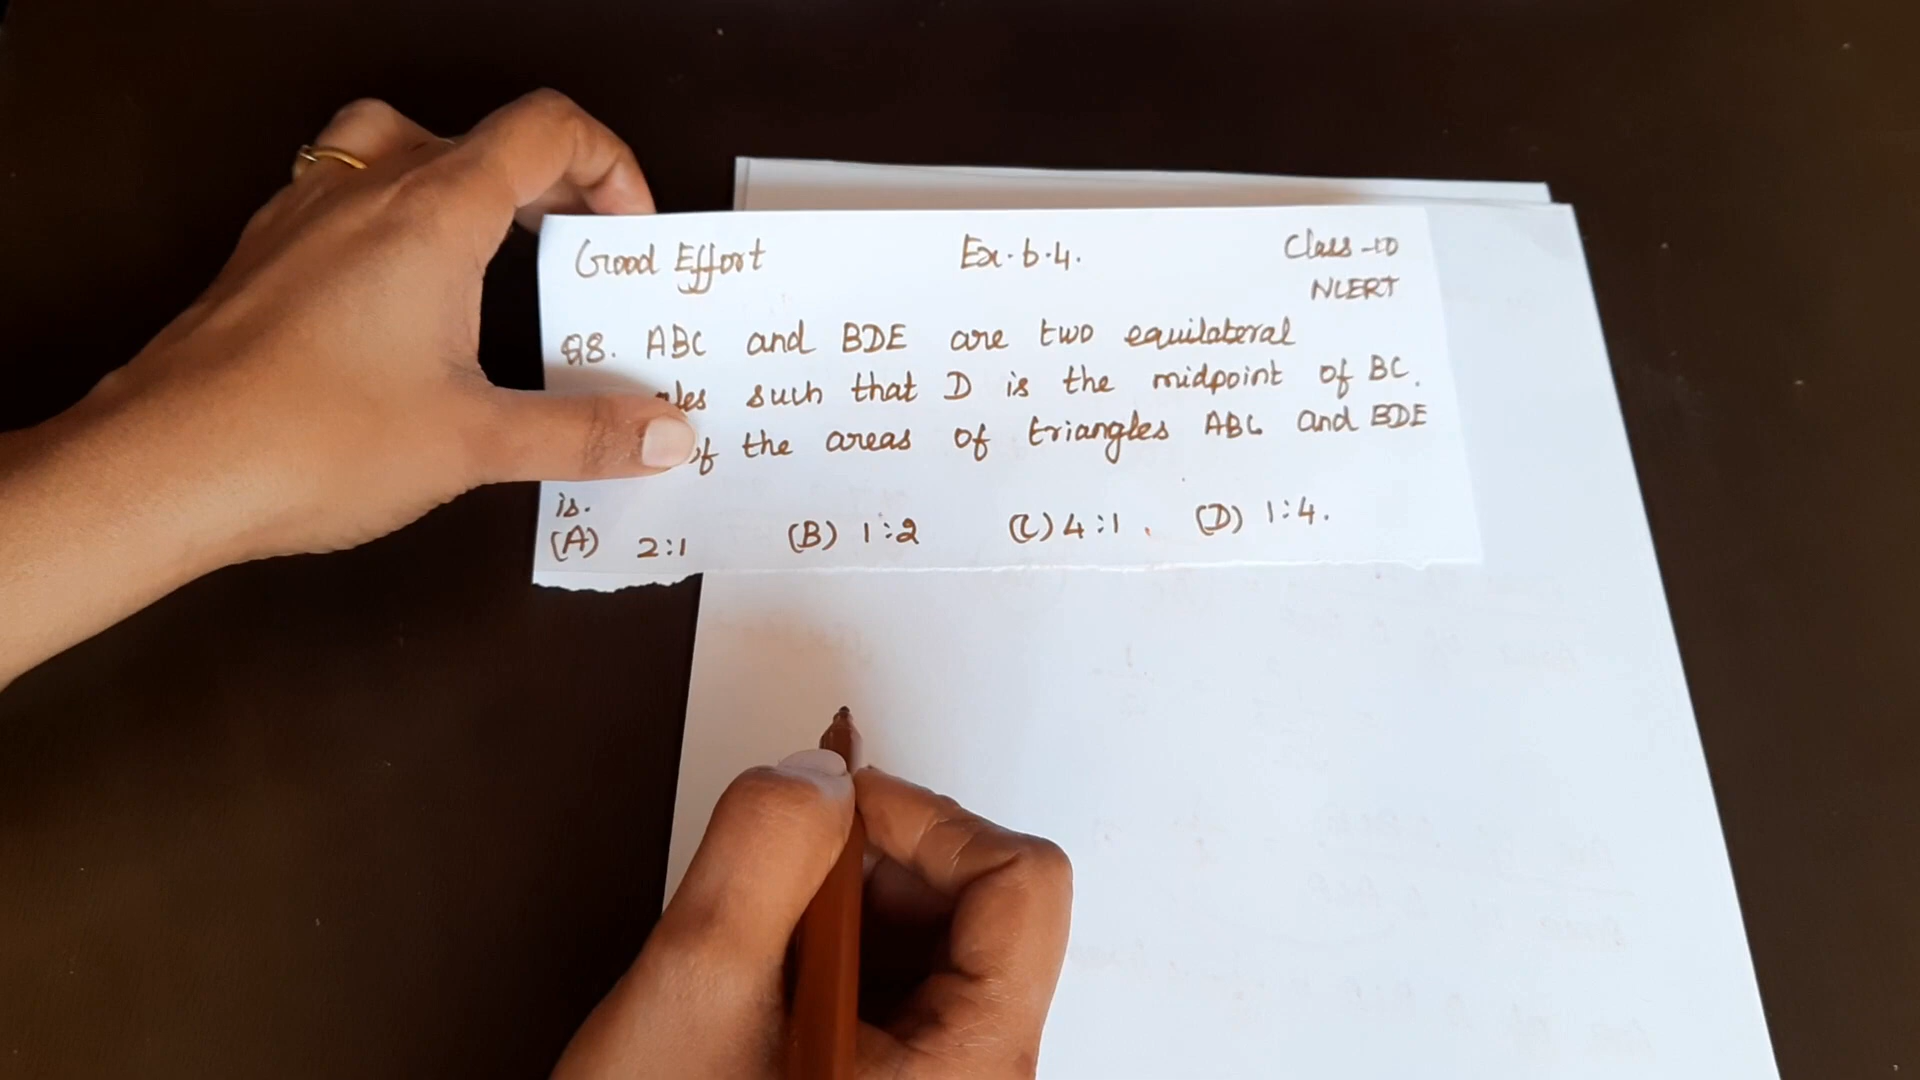 Good Effort Ex. 6.4. Class-10
NCERT
Q8. ABC and BDE are two equilateral
les such that D is the midpoint of BC.
of the areas of triangles ABC and BDE
is.
(A) 2:1 (B) 1:2 (C) 4:1. (D) 1:4.